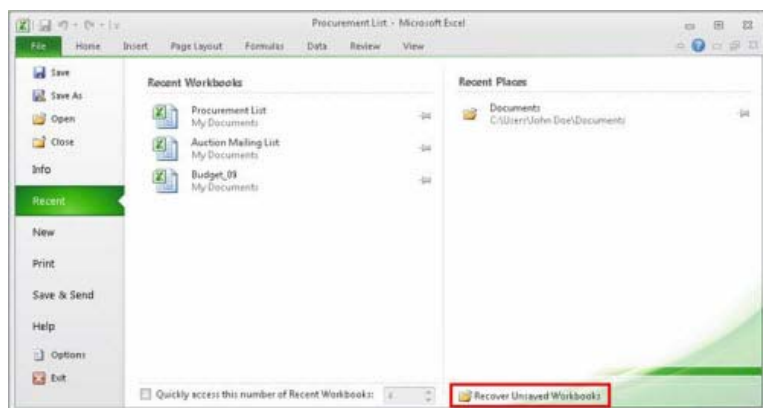 Procurement List - Microsoft Excel
File Home Insert Page Layout Formulas Data Review View
Save
Save As
Open
Close
Info
Recent
New
Print
Save & Send
Help
Options
Exit
Recent Workbooks
Procurement List
My Documents
Auction Mailing List
My Documents
Budget_09
My Documents
Quickly access this number of Recent Workbooks:
Recent Places
Documents
C:\Users\John Doe\Documents
Recover Unsaved Workbooks